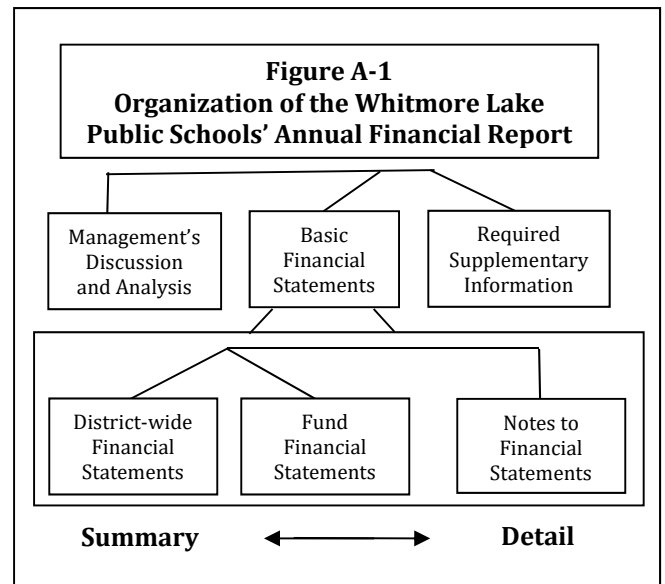 Figure A-1
Organization of the Whitmore Lake
Public Schools’ Annual Financial Report
Management’s
Discussion
and Analysis
Basic
Financial
Statements
Required
Supplementary
Information
District-wide
Financial
Statements
Fund
Financial
Statements
Notes to
Financial
Statements
Summary
Detail